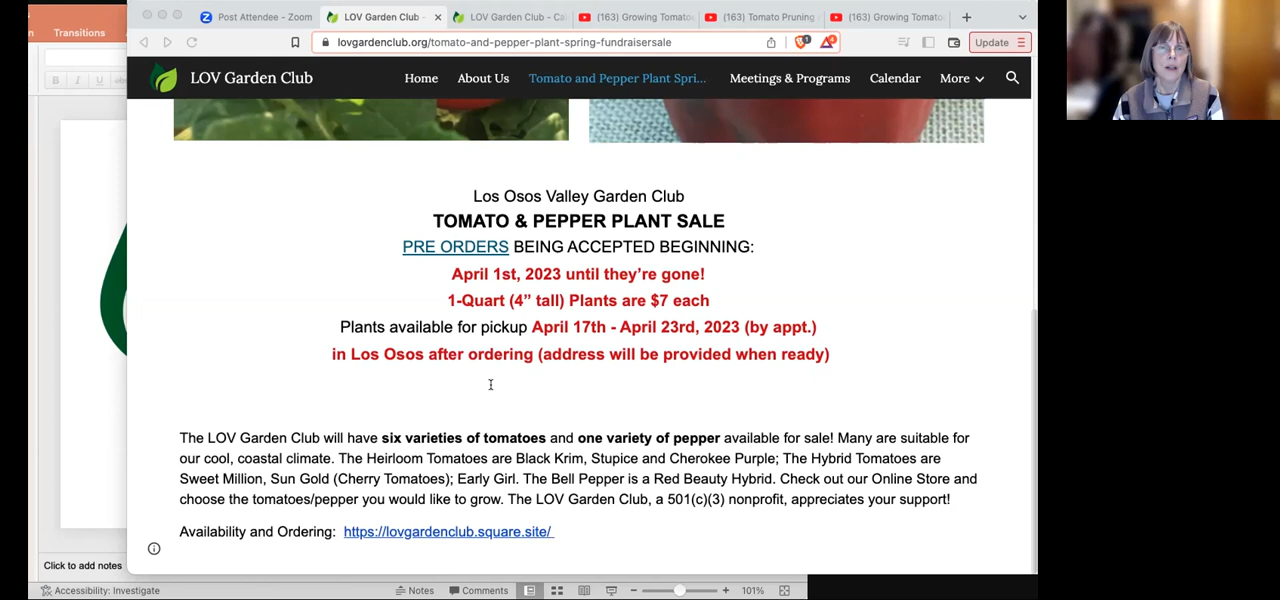 Transitions
Post Attendee - Zoom
LOV Garden Club -
LOV Garden Club - Ca
(163) Growing Tomato
(163) Tomato Pruning
(163) Growing Tomato
lovgardenclub.org/tomato-and-pepper-plant-spring-fundraisersale
1
4
Update
LOV Garden Club
Home
About Us
Tomato and Pepper Plant Spri...
Meetings & Programs
Calendar
More
B I U
Los Osos Valley Garden Club
TOMATO & PEPPER PLANT SALE
PRE ORDERS BEING ACCEPTED BEGINNING:
April 1st, 2023 until they’re gone!
1-Quart (4” tall) Plants are $7 each
Plants available for pickup April 17th - April 23rd, 2023 (by appt.)
in Los Osos after ordering (address will be provided when ready)
The LOV Garden Club will have six varieties of tomatoes and one variety of pepper available for sale! Many are suitable for
our cool, coastal climate. The Heirloom Tomatoes are Black Krim, Stupice and Cherokee Purple; The Hybrid Tomatoes are
Sweet Million, Sun Gold (Cherry Tomatoes); Early Girl. The Bell Pepper is a Red Beauty Hybrid. Check out our Online Store and
choose the tomatoes/pepper you would like to grow. The LOV Garden Club, a 501(c)(3) nonprofit, appreciates your support!
Availability and Ordering: https://lovgardenclub.square.site/
Click to add notes
Accessibility: Investigate
Notes
Comments
101%